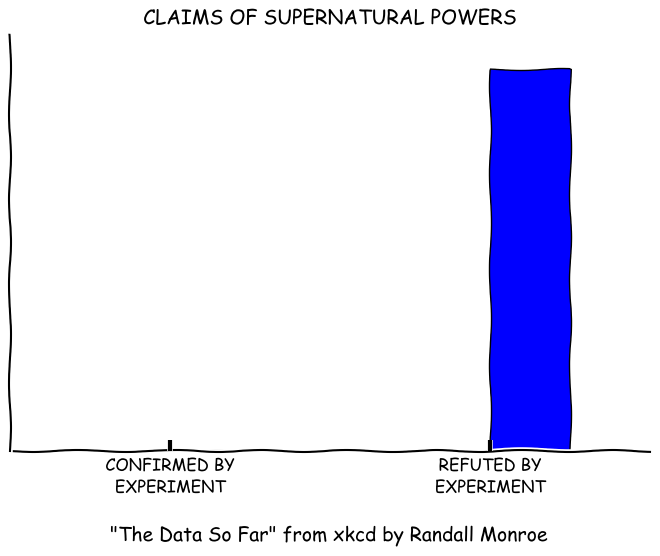 CLAIMS OF SUPERNATURAL POWERS
CONFIRMED BY
EXPERIMENT
REFUTED BY
EXPERIMENT
"The Data So Far" from xkcd by Randall Monroe